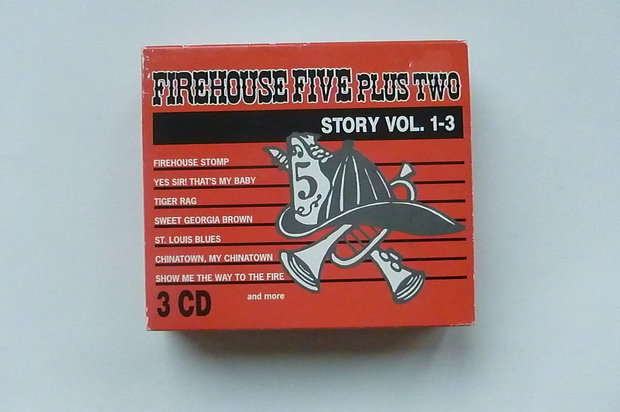 FIREHOUSE FIVE PLUS TWO
STORY VOL. 1-3
FIREHOUSE STOMP
YES SIR! THAT'S MY BABY
TIGER RAG
SWEET GEORGIA BROWN
ST. LOUIS BLUES
CHINATOWN, MY CHINATOWN
SHOW ME THE WAY TO THE FIRE
5
3 CD
and more